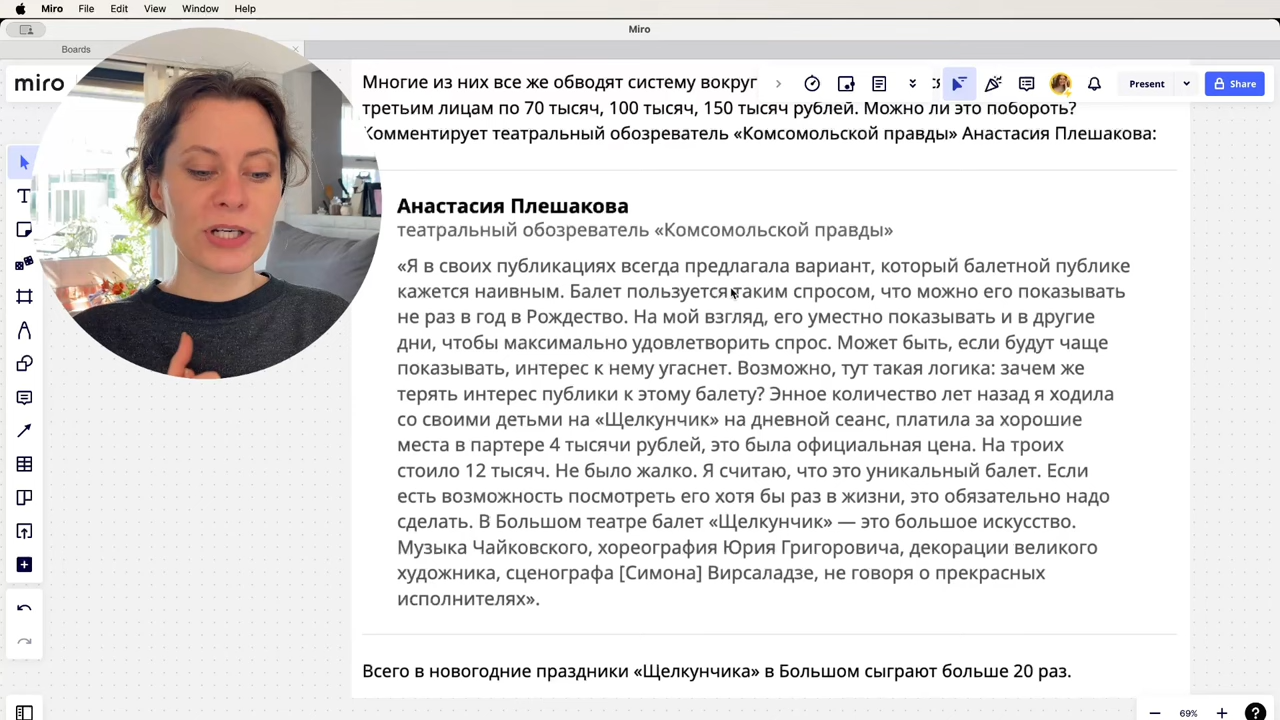 Miro File Edit View Window Help
Miro
Boards
miro
Present
Share
Многие из них все же обводят систему вокруг
третьим лицам по 70 тысяч, 100 тысяч, 150 тысяч рублей. Можно ли это побороть?
Комментирует театральный обозреватель «Комсомольской правды» Анастасия Плешакова:
Анастасия Плешакова
театральный обозреватель «Комсомольской правды»
«Я в своих публикациях всегда предлагала вариант, который балетной публике
кажется наивным. Балет пользуется таким спросом, что можно его показывать
не раз в год в Рождество. На мой взгляд, его уместно показывать и в другие
дни, чтобы максимально удовлетворить спрос. Может быть, если будут чаще
показывать, интерес к нему угаснет. Возможно, тут такая логика: зачем же
терять интерес публики к этому балету? Энное количество лет назад я ходила
со своими детьми на «Щелкунчик» на дневной сеанс, платила за хорошие
места в партере 4 тысячи рублей, это была официальная цена. На троих
стоило 12 тысяч. Не было жалко. Я считаю, что это уникальный балет. Если
есть возможность посмотреть его хотя бы раз в жизни, это обязательно надо
сделать. В Большом театре балет «Щелкунчик» — это большое искусство.
Музыка Чайковского, хореография Юрия Григоровича, декорации великого
художника, сценографа [Симона] Вирсаладзе, не говоря о прекрасных
исполнителях».
Всего в новогодние праздники «Щелкунчика» в Большом сыграют больше 20 раз.
69%